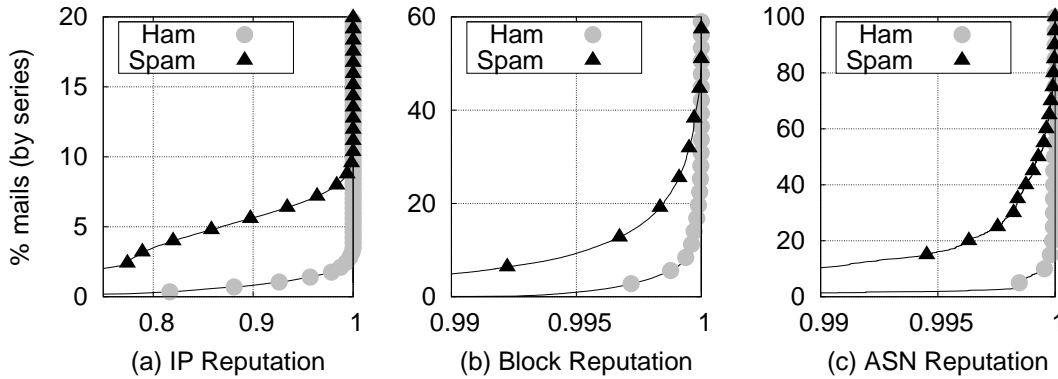 % mails (by series)
20
15
10
5
0
0.8
0.9
1
Ham
Spam
(a) IP Reputation
60
40
20
0
0.99
0.995
1
Ham
Spam
(b) Block Reputation
100
80
60
40
20
0
0.99
0.995
1
Ham
Spam
(c) ASN Reputation